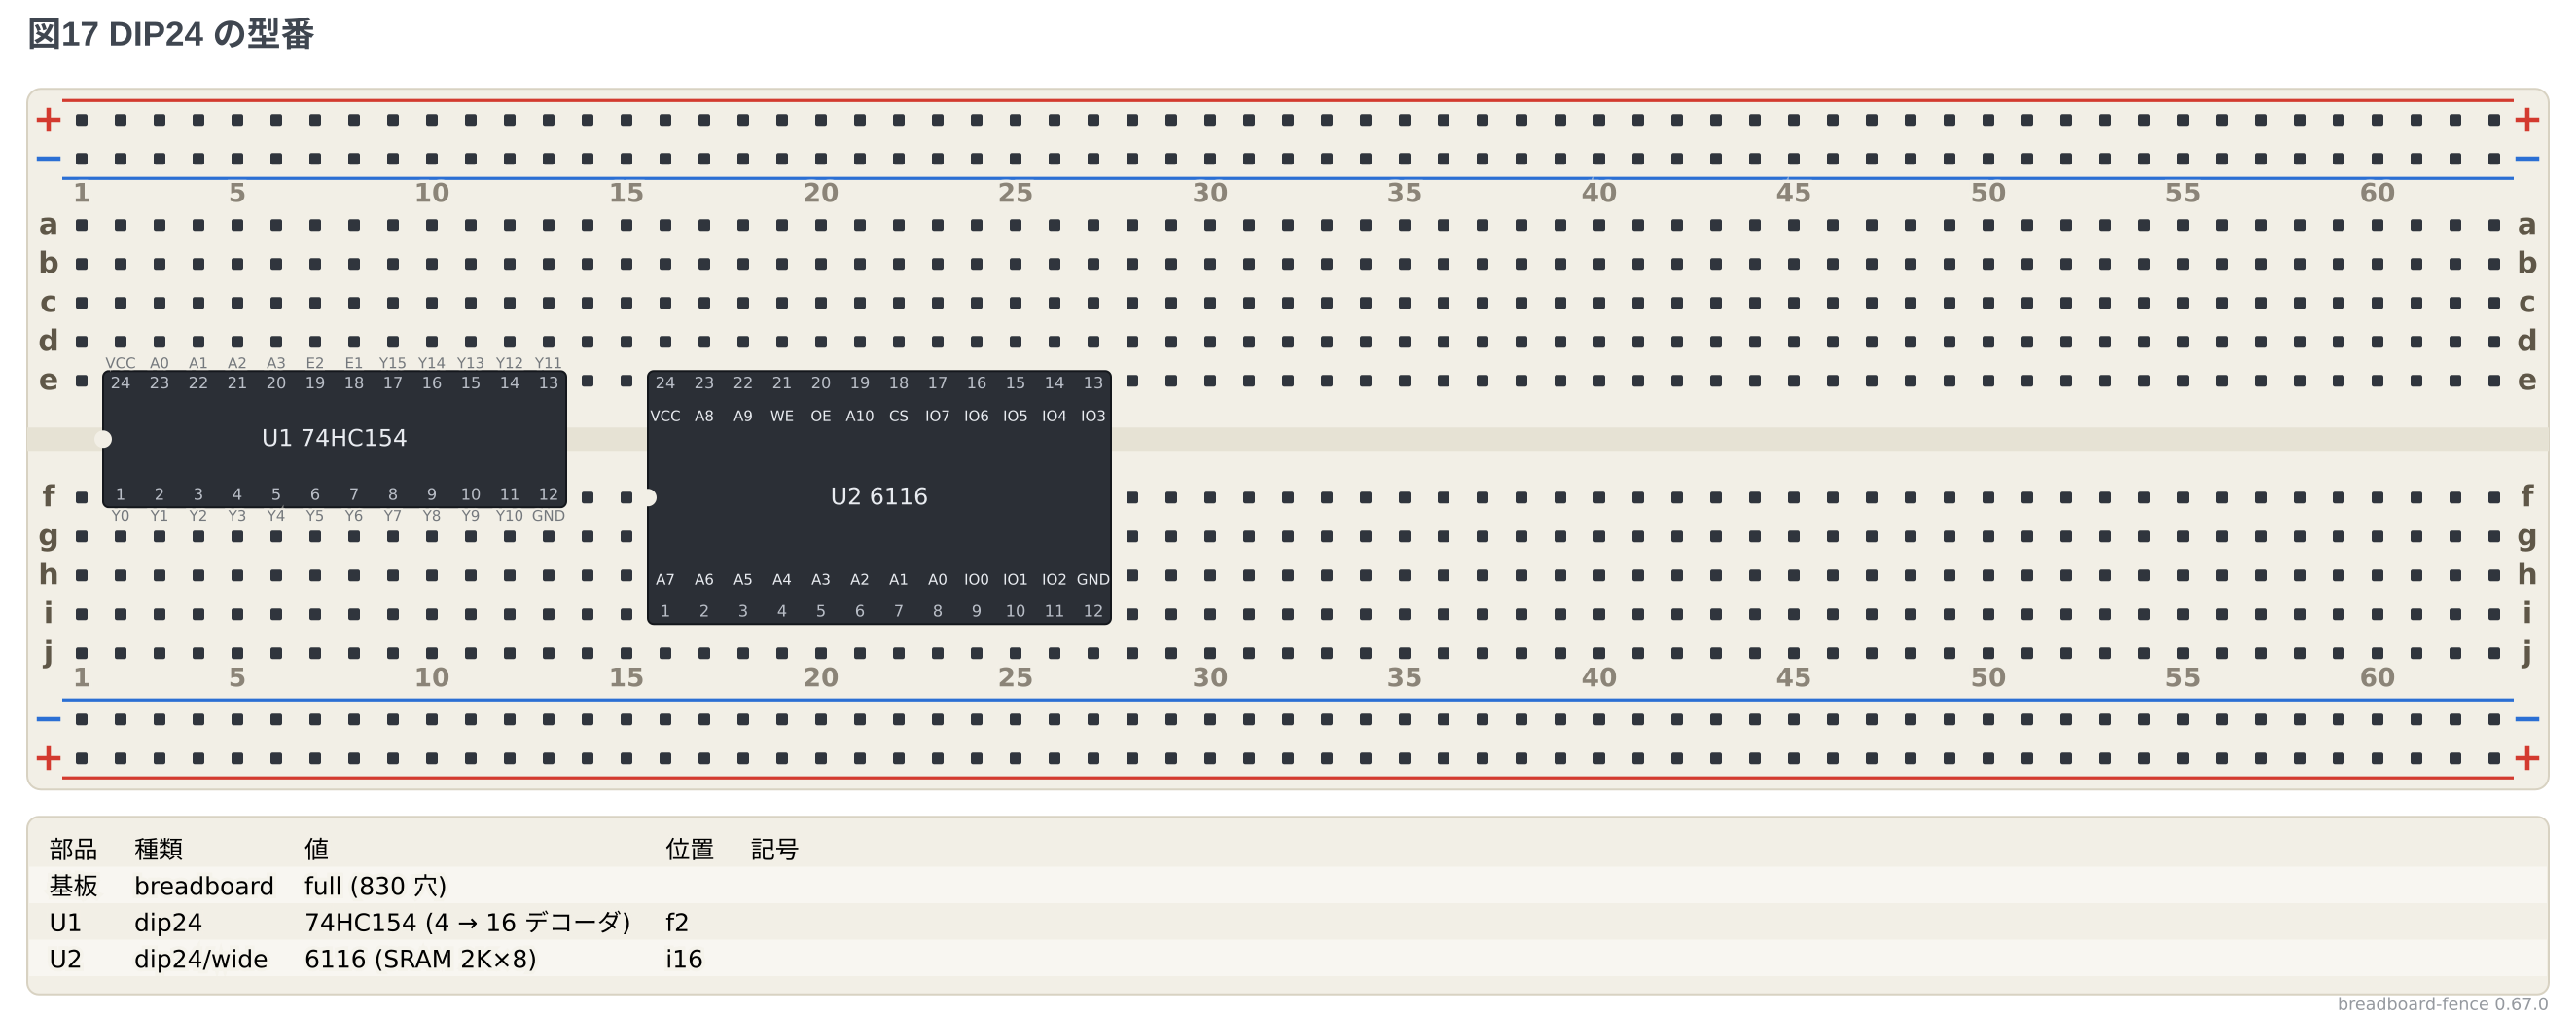 図17 DIP24 の型番
+ +
− −
1 5 10 15 20 25 30 35 40 45 50 55 60
a a
b b
c c
d d
VCC A0 A1 A2 A3 E2 E1 Y15 Y14 Y13 Y12 Y11
e 24 23 22 21 20 19 18 17 16 15 14 13 24 23 22 21 20 19 18 17 16 15 14 13 e
VCC A8 A9 WE OE A10 CS IO7 IO6 IO5 IO4 IO3
U1 74HC154
f 1 2 3 4 5 6 7 8 9 10 11 12 U2 6116 f
Y0 Y1 Y2 Y3 Y4 Y5 Y6 Y7 Y8 Y9 Y10 GND
g g
h A7 A6 A5 A4 A3 A2 A1 A0 IO0 IO1 IO2 GND h
i 1 2 3 4 5 6 7 8 9 10 11 12 i
j j
1 5 10 15 20 25 30 35 40 45 50 55 60
− −
+ +
部品 種類 値 位置 記号
基板 breadboard full (830 穴)
U1 dip24 74HC154 (4 → 16 デコーダ) f2
U2 dip24/wide 6116 (SRAM 2K×8) i16
breadboard-fence 0.67.0